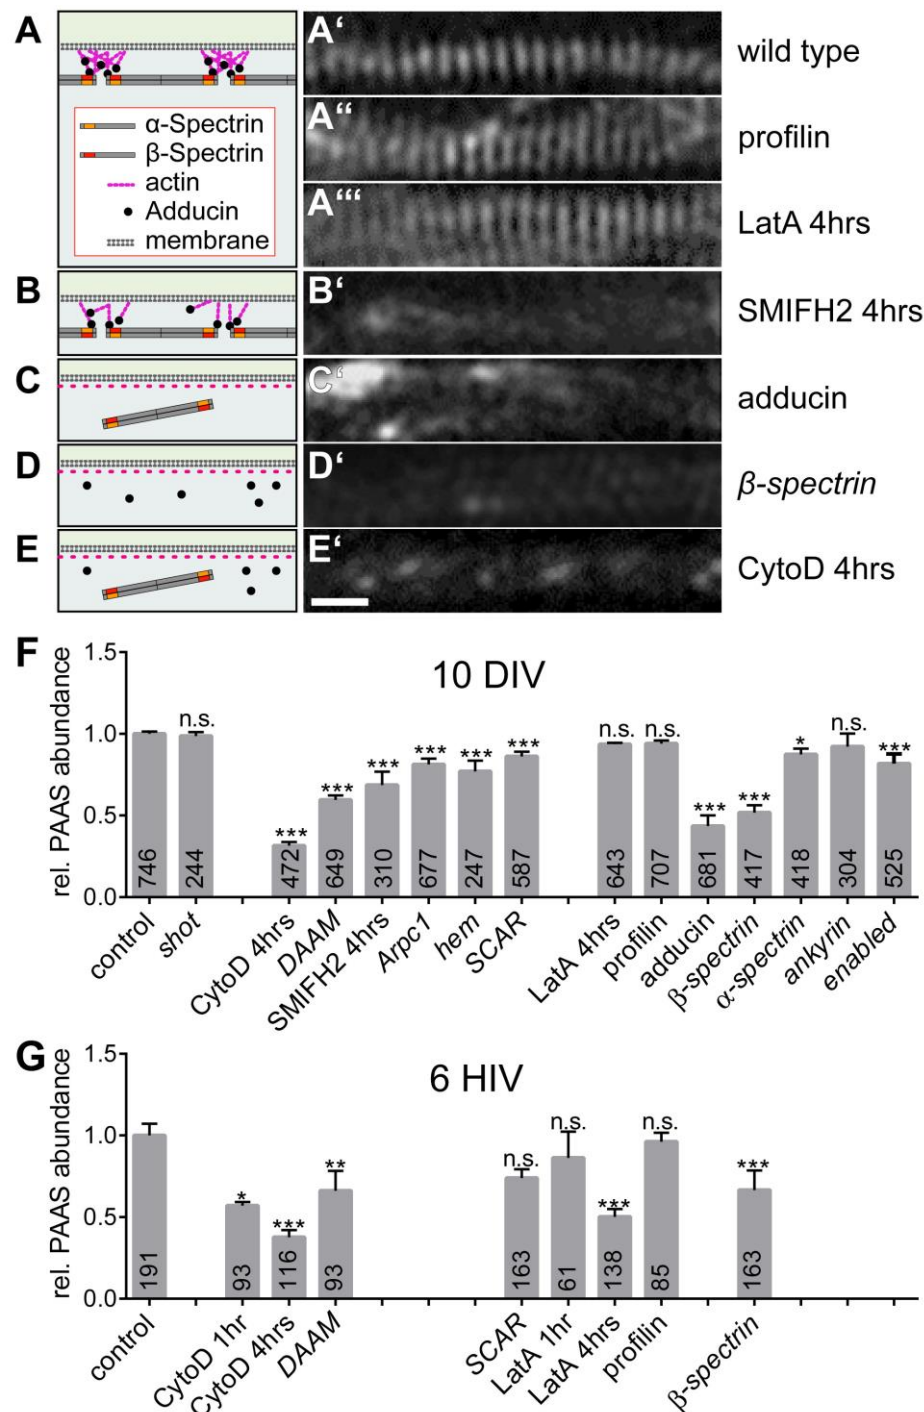 A
α-Spectrin
β-Spectrin
actin
Adducin
membrane
A‘ wild type
A‘‘ profilin
A‘‘‘ LatA 4hrs
B B‘ SMIFH2 4hrs
C C‘ adducin
D D‘ β-spectrin
E E‘ CytoD 4hrs
F
10 DIV
rel. PAAS abundance
1.5
1.0
0.5
0.0
n.s. *** *** *** *** *** *** n.s. n.s. *** *** * n.s. ***
746 244 472 649 310 677 247 587 643 707 681 417 418 304 525
control shot CytoD 4hrs DAAM SMIFH2 4hrs Arpc1 hem SCAR LatA 4hrs profilin adducin β-spectrin α-spectrin ankyrin enabled
G
6 HIV
rel. PAAS abundance
1.5
1.0
0.5
0.0
* *** ** n.s. n.s. *** n.s. ***
191 93 116 93 163 61 138 85 163
control CytoD 1hr CytoD 4hrs DAAM SCAR LatA 1hr LatA 4hrs profilin β-spectrin